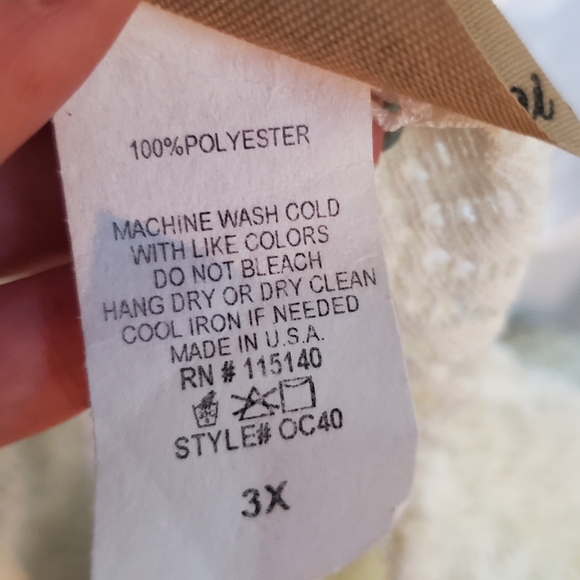 100%POLYESTER
MACHINE WASH COLD
WITH LIKE COLORS
DO NOT BLEACH
HANG DRY OR DRY CLEAN
COOL IRON IF NEEDED
MADE IN U.S.A.
RN # 115140
STYLE# OC40
3X